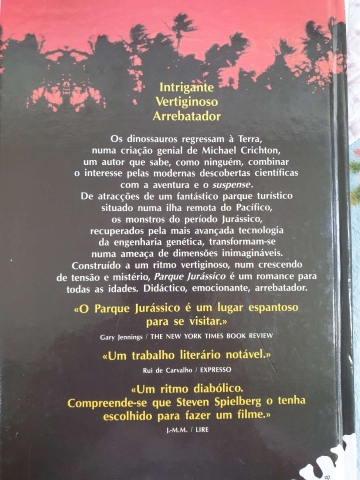 Intrigante
Vertiginoso
Arrebatador
Os dinossauros regressam à Terra,
numa criação genial de Michael Crichton,
um autor que sabe, como ninguém, combinar
o interesse pelas modernas descobertas científicas
com a aventura e o suspense.
De atracções de um fantástico parque turístico
situado numa ilha remota do Pacífico,
os monstros do período Jurássico,
recuperados pela mais avançada tecnologia
da engenharia genética, transformam-se
numa ameaça de dimensões inimagináveis.
Construído a um ritmo vertiginoso, num crescendo
de tensão e mistério, Parque Jurássico é um romance para
todas as idades. Didáctico, emocionante, arrebatador.
«O Parque Jurássico é um lugar espantoso
para se visitar.»
Gary Jennings / THE NEW YORK TIMES BOOK REVIEW
«Um trabalho literário notável.»
Rui de Carvalho / EXPRESSO
«Um ritmo diabólico.
Compreende-se que Steven Spielberg o tenha
escolhido para fazer um filme.»
J.-M.M. / LIRE